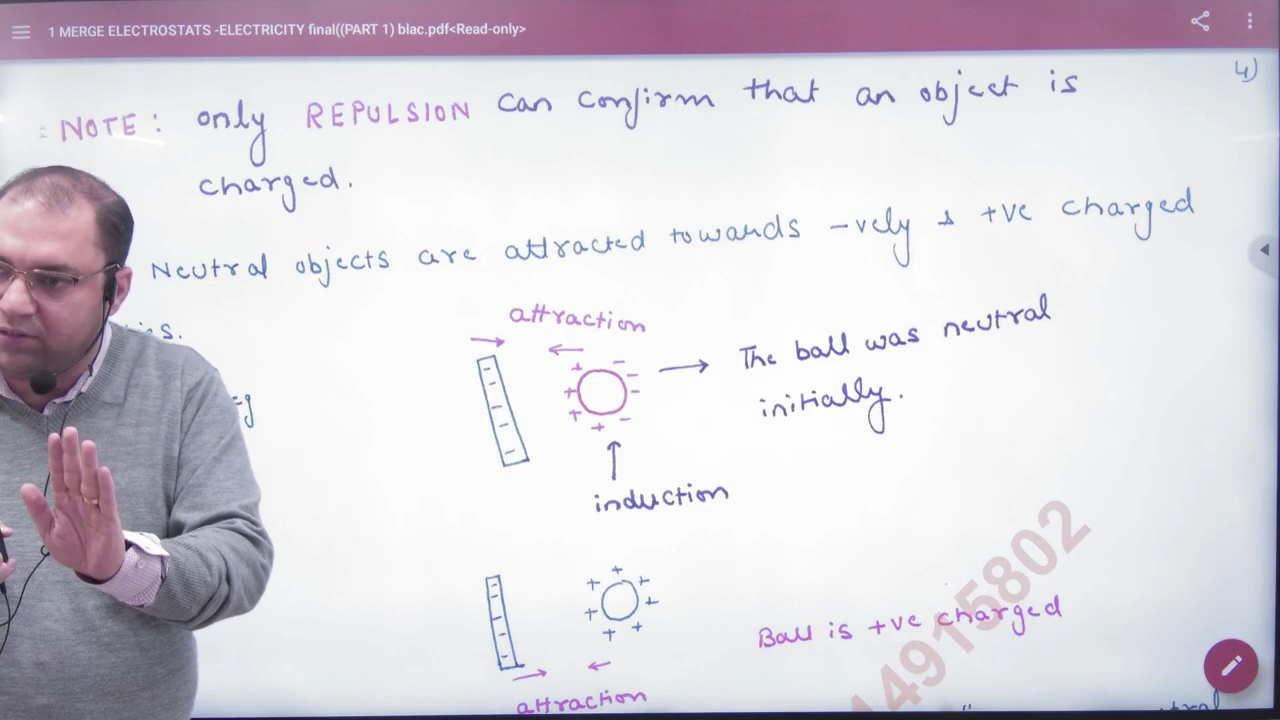 1 MERGE ELECTROSTATS -ELECTRICITY final((PART 1) blac.pdf<Read-only>
4)
NOTE: only REPULSION can confirm that an object is
charged.
Neutral objects are attracted towards -vely & +ve charged
attraction
The ball was neutral
initially.
induction
Ball is +ve charged
attraction
44915802